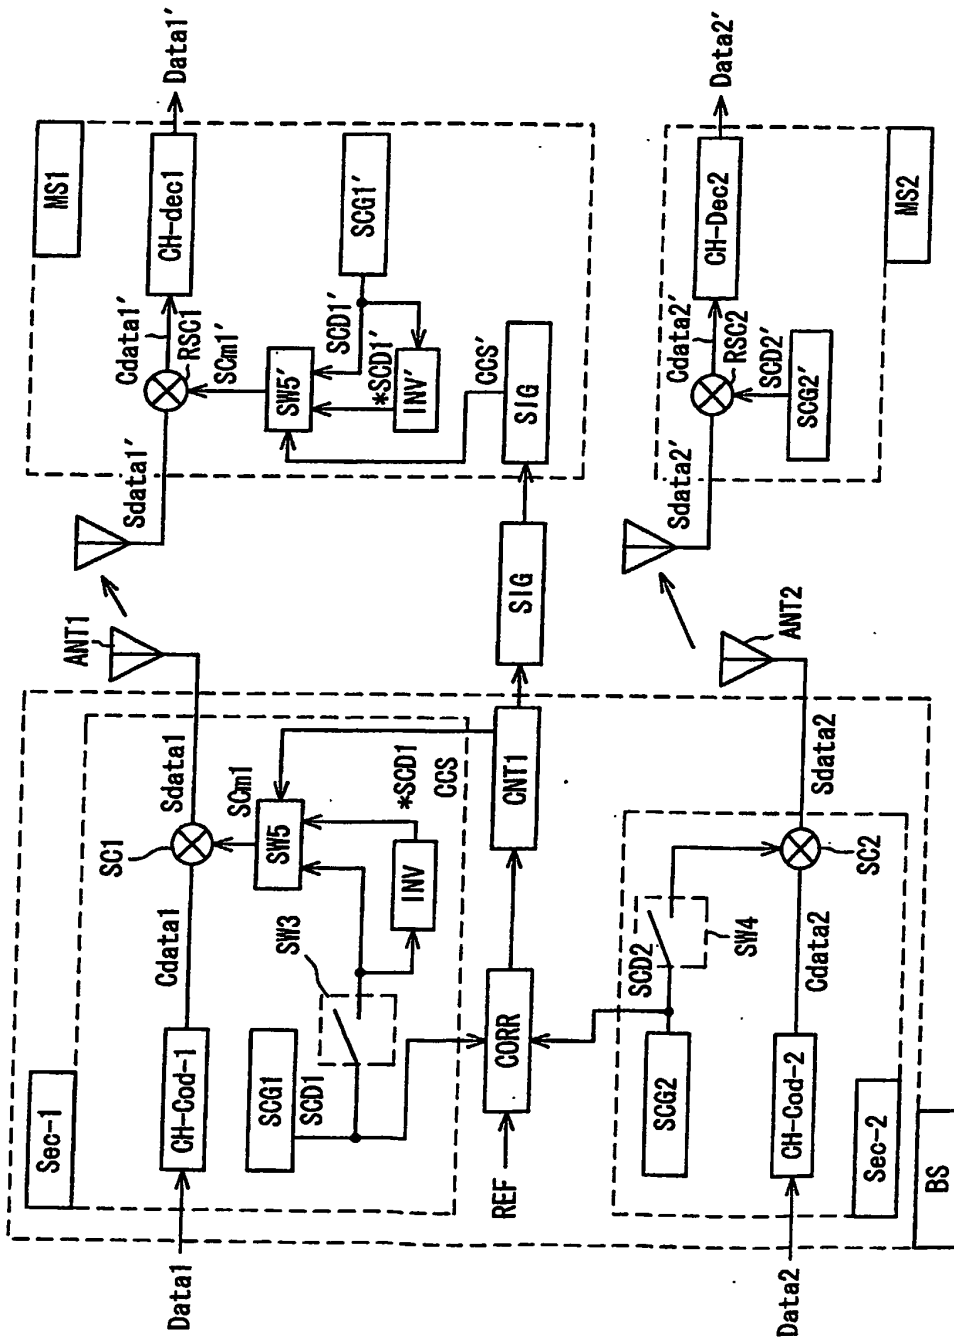 Sec-1
Data1
CH-Cod-1
Cdata1
SC1
Sdata1
ANT1
SCG1
SCD1
SW3
SW5
SCm1
INV
*SCD1
CCS
REF
CORR
CNT1
SIG
SCG2
SCD2
SW4
Data2
CH-Cod-2
Cdata2
SC2
Sdata2
ANT2
Sec-2
BS
MS1
Sdata1'
Cdata1'
RSC1
SCm1'
CH-dec1
Data1'
SW5'
SCD1'
SCG1'
*SCD1'
INV'
CCS'
SIG
Sdata2'
Cdata2'
RSC2
SCD2'
SCG2'
CH-Dec2
Data2'
MS2